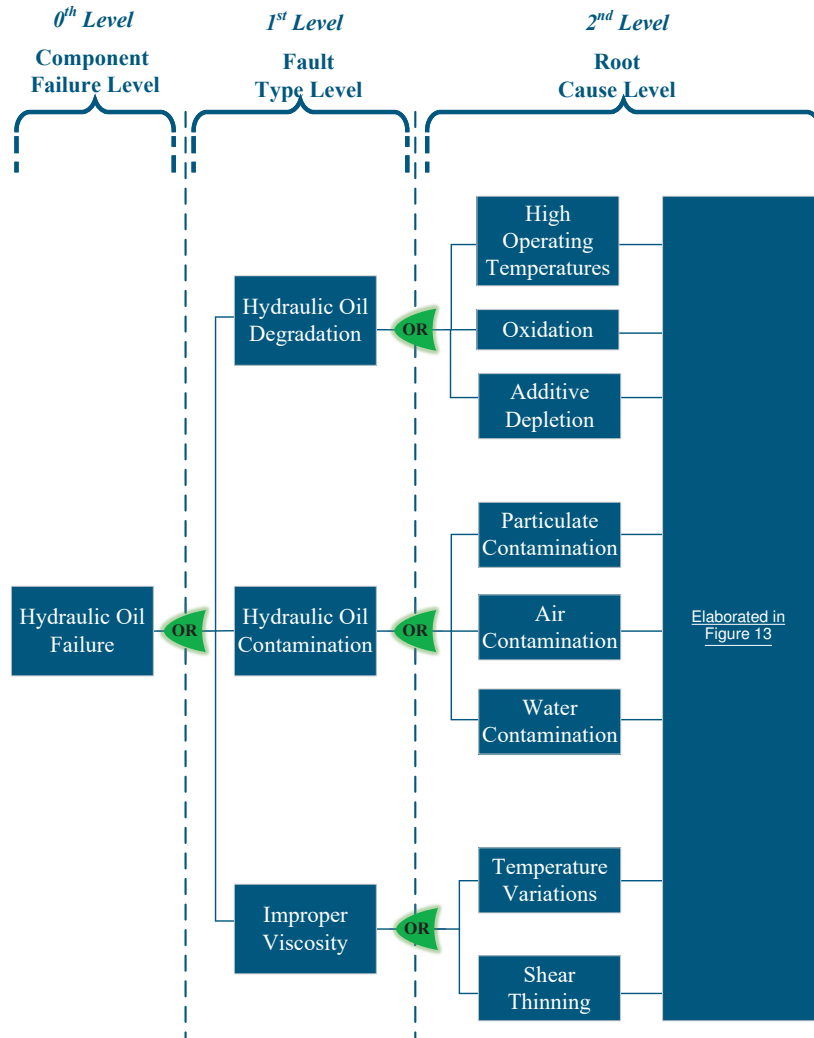 0th Level
Component
Failure Level
1st Level
Fault
Type Level
2nd Level
Root
Cause Level
Hydraulic Oil
Failure
OR
Hydraulic Oil
Degradation
OR
High
Operating
Temperatures
Oxidation
Additive
Depletion
Hydraulic Oil
Contamination
OR
Particulate
Contamination
Air
Contamination
Water
Contamination
Improper
Viscosity
OR
Temperature
Variations
Shear
Thinning
Elaborated in
Figure 13